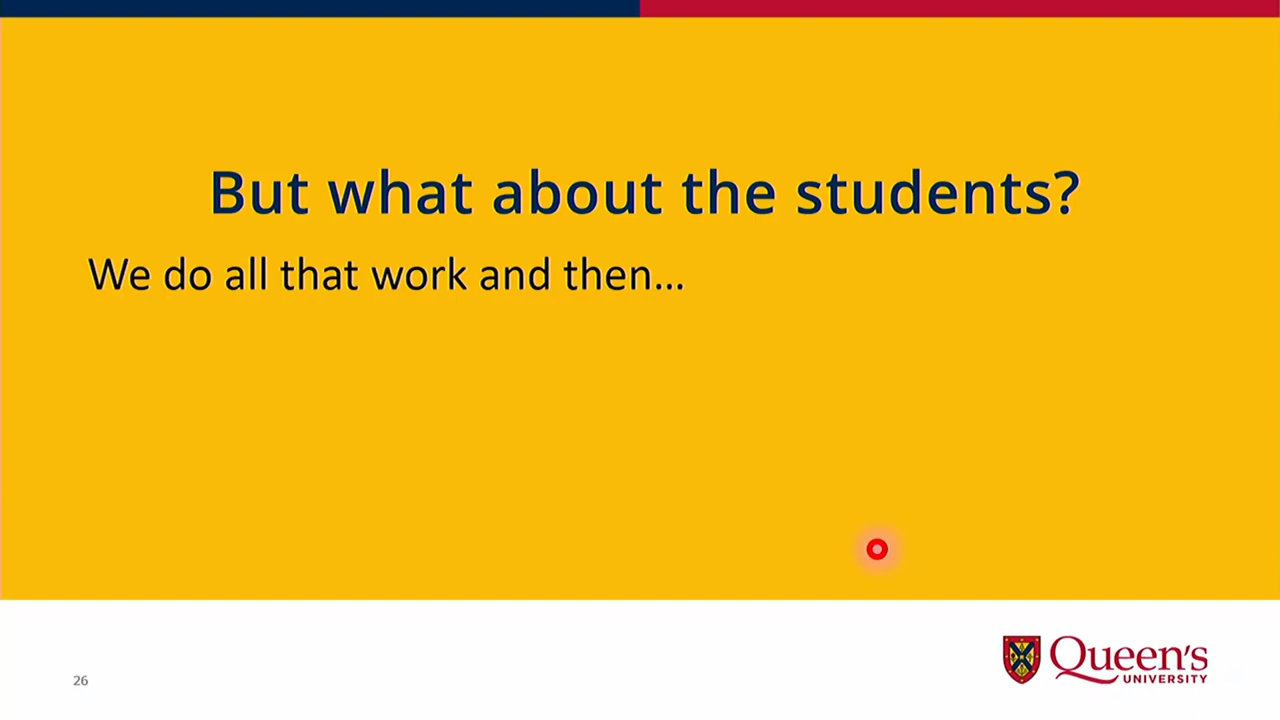 But what about the students?
We do all that work and then...
26
Queen's
UNIVERSITY